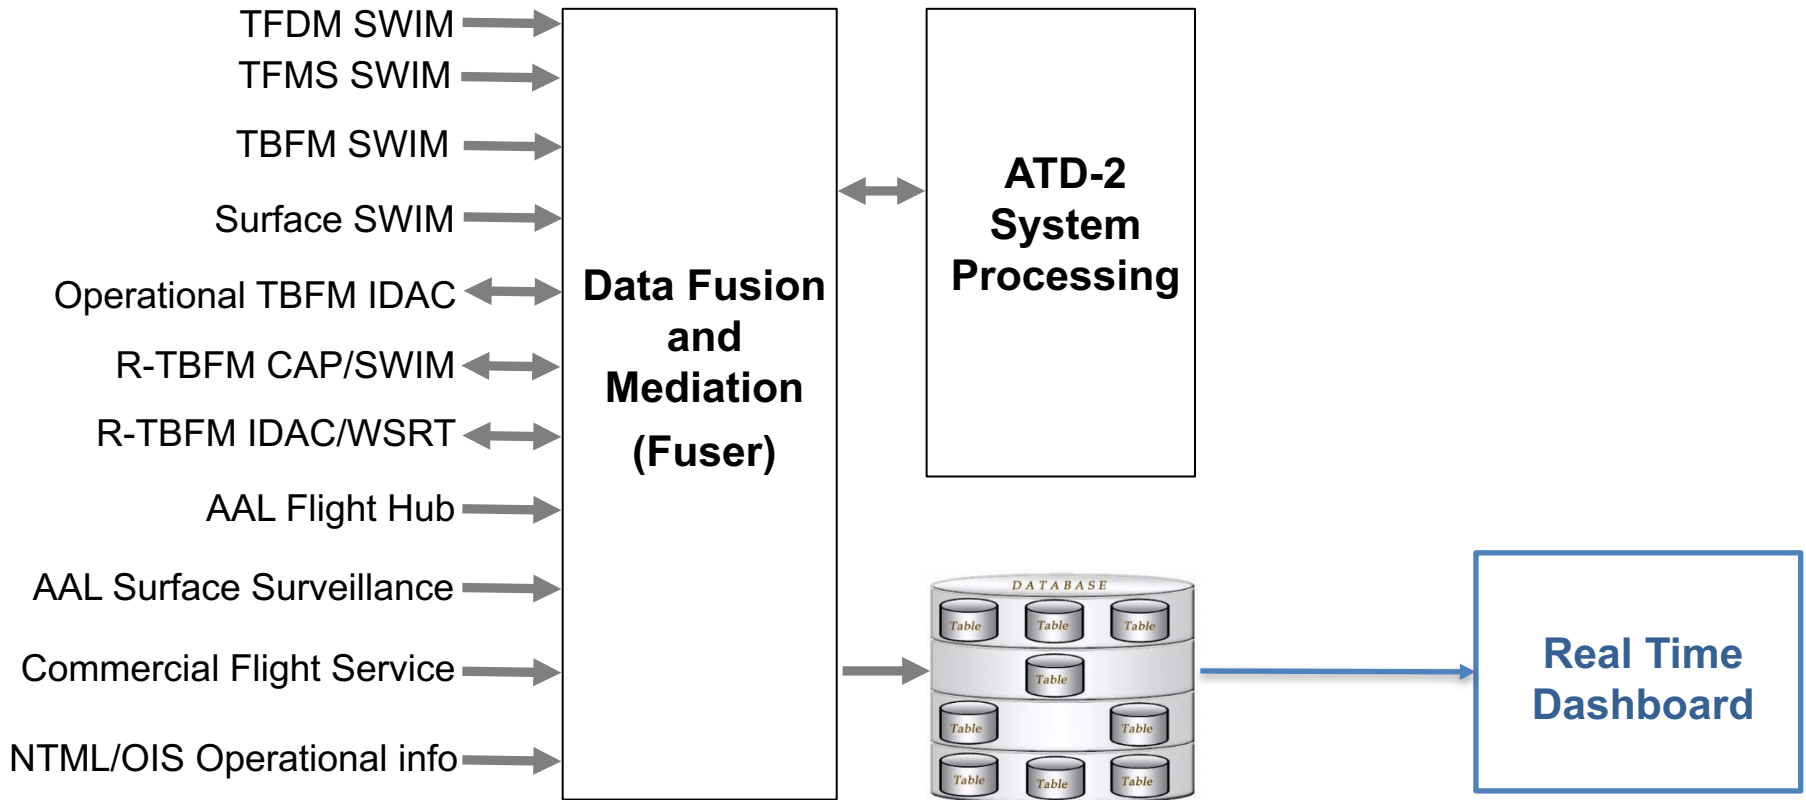 TFDM SWIM
TFMS SWIM
TBFM SWIM
Surface SWIM
Operational TBFM IDAC
R-TBFM CAP/SWIM
R-TBFM IDAC/WSRT
AAL Flight Hub
AAL Surface Surveillance
Commercial Flight Service
NTML/OIS Operational info
Data Fusion
and
Mediation
(Fuser)
ATD-2
System
Processing
DATABASE
Table Table Table
Table
Table Table
Table Table Table
Real Time
Dashboard